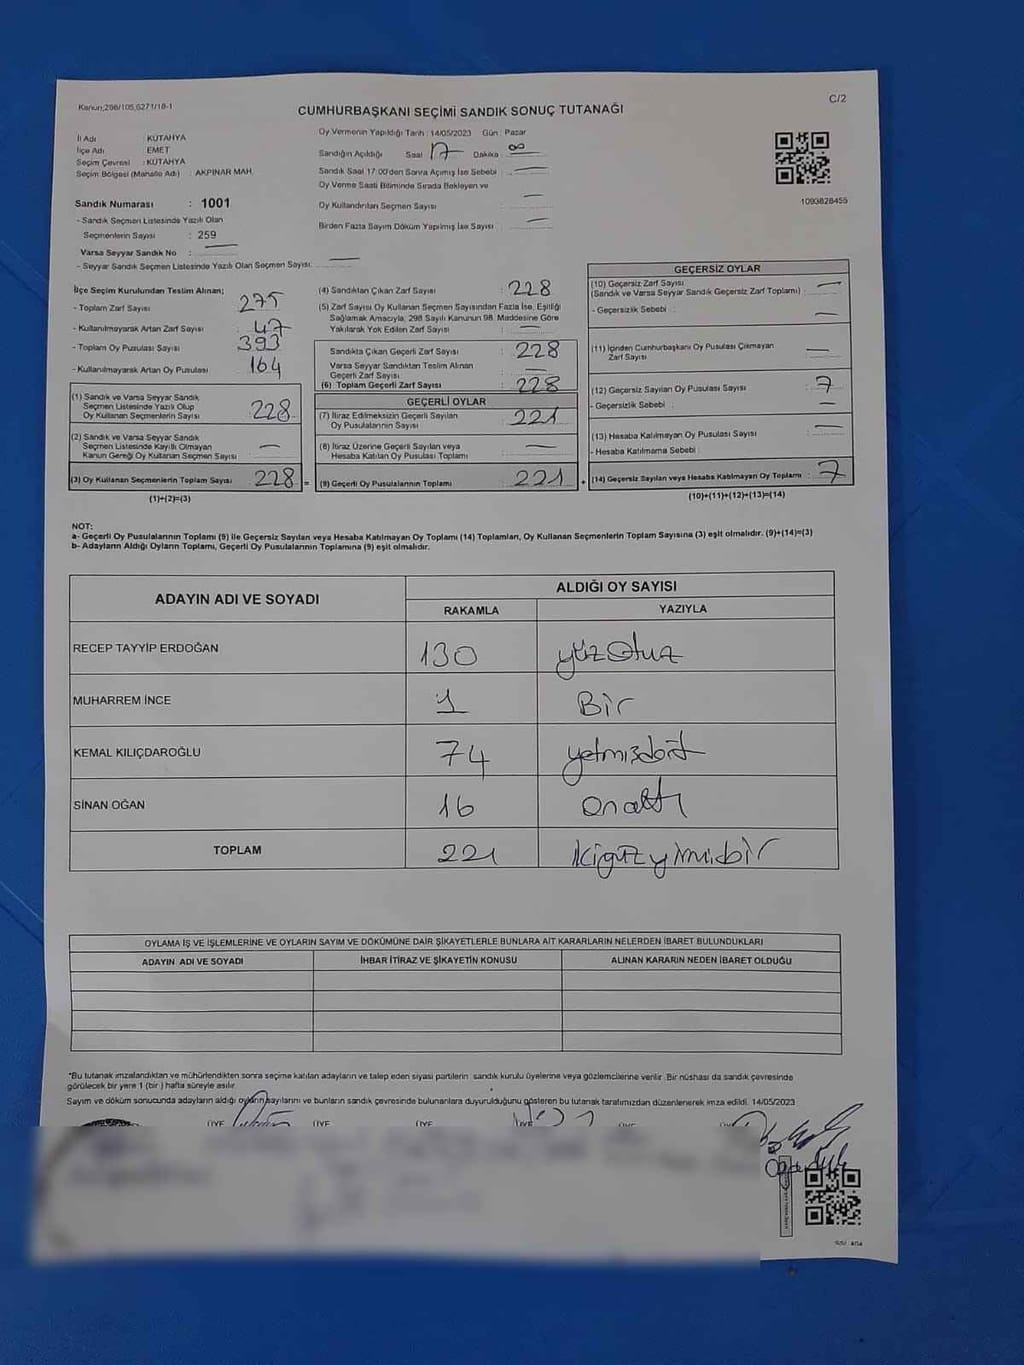 Kanun;298/105,6271/18-1
C/2
CUMHURBAŞKANI SEÇİMİ SANDIK SONUÇ TUTANAĞI
İl Adı : KÜTAHYA
İlçe Adı : EMET
Seçim Çevresi : KÜTAHYA
Seçim Bölgesi (Mahalle Adı) : AKPINAR MAH.
Sandık Numarası : 1001
- Sandık Seçmen Listesinde Yazılı Olan
Seçmenlerin Sayısı : 259
Varsa Seyyar Sandık No : —
- Seyyar Sandık Seçmen Listesinde Yazılı Olan Seçmen Sayısı: —
Oy Vermenin Yapıldığı Tarih : 14/05/2023 Gün : Pazar
Sandığın Açıldığı Saat 17 Dakika 00
Sandık Saat 17:00'den Sonra Açımış İse Sebebi : —
Oy Verme Saati Bitiminde Sırada Bekleyen ve
Oy Kullandırılan Seçmen Sayısı : —
Birden Fazla Sayım Döküm Yapılmış İse Sayısı : —
1093828455
İlçe Seçim Kurulundan Teslim Alınan;
- Toplam Zarf Sayısı : 275
- Kullanılmayarak Artan Zarf Sayısı : 47
- Toplam Oy Pusulası Sayısı : 393
- Kullanılmayarak Artan Oy Pusulası : 164
(1) Sandık ve Varsa Seyyar Sandık
Seçmen Listesinde Yazılı Olup
Oy Kullanan Seçmenlerin Sayısı : 228
(2) Sandık ve Varsa Seyyar Sandık
Seçmen Listesinde Kayıtlı Olmayan
Kanun Gereği Oy Kullanan Seçmen Sayısı : —
(3) Oy Kullanan Seçmenlerin Toplam Sayısı : 228 =
(1)+(2)=(3)
(4) Sandıktan Çıkan Zarf Sayısı : 228
(5) Zarf Sayısı Oy Kullanan Seçmen Sayısından Fazla İse, Eşitliği
Sağlamak Amacıyla, 298 Sayılı Kanunun 98. Maddesine Göre
Yakılarak Yok Edilen Zarf Sayısı : —
Sandıkta Çıkan Geçerli Zarf Sayısı : 228
Varsa Seyyar Sandıktan Teslim Alınan
Geçerli Zarf Sayısı : —
(6) Toplam Geçerli Zarf Sayısı : 228
GEÇERLİ OYLAR
(7) İtiraz Edilmeksizin Geçerli Sayılan
Oy Pusulalarının Sayısı : 221
(8) İtiraz Üzerine Geçerli Sayılan veya
Hesaba Katılan Oy Pusulası Toplamı : —
(9) Geçerli Oy Pusulalarının Toplamı : 221 +
GEÇERSİZ OYLAR
(10) Geçersiz Zarf Sayısı
(Sandık ve Varsa Seyyar Sandık Geçersiz Zarf Toplamı) : —
- Geçersizlik Sebebi : —
(11) İçinden Cumhurbaşkanı Oy Pusulası Çıkmayan
Zarf Sayısı : —
(12) Geçersiz Sayılan Oy Pusulası Sayısı : 7
- Geçersizlik Sebebi : —
(13) Hesaba Katılmayan Oy Pusulası Sayısı : —
- Hesaba Katılmama Sebebi :
(14) Geçersiz Sayılan veya Hesaba Katılmayan Oy Toplamı : 7
(10)+(11)+(12)+(13)=(14)
NOT:
a- Geçerli Oy Pusulalarının Toplamı (9) ile Geçersiz Sayılan veya Hesaba Katılmayan Oy Toplamı (14) Toplamları, Oy Kullanan Seçmenlerin Toplam Sayısına (3) eşit olmalıdır. (9)+(14)=(3)
b- Adayların Aldığı Oyların Toplamı, Geçerli Oy Pusulalarının Toplamına (9) eşit olmalıdır.
ADAYIN ADI VE SOYADI ALDIĞI OY SAYISI
RAKAMLA YAZIYLA
RECEP TAYYİP ERDOĞAN 130 yüzotuz
MUHARREM İNCE 1 Bir
KEMAL KILIÇDAROĞLU 74 yetmişdört
SİNAN OĞAN 16 onaltı
TOPLAM 221 ikiyüzyirmibir
OYLAMA İŞ VE İŞLEMLERİNE VE OYLARIN SAYIM VE DÖKÜMÜNE DAİR ŞİKAYETLERLE BUNLARA AİT KARARLARIN NELERDEN İBARET BULUNDUKLARI
ADAYIN ADI VE SOYADI İHBAR İTİRAZ VE ŞİKAYETİN KONUSU ALINAN KARARIN NEDEN İBARET OLDUĞU
*Bu tutanak imzalandıktan ve mühürlendikten sonra seçime katılan adayların ve talep eden siyasi partilerin sandık kurulu üyelerine veya gözlemcilerine verilir. Bir nüshası da sandık çevresinde
görülecek bir yere 1 (bir ) hafta süreyle asılır.
Sayım ve döküm sonucunda adayların aldığı oyların sayılarını ve bunların sandık çevresinde bulunanlara duyurulduğunu gösteren bu tutanak tarafımızdan düzenlenerek imza edildi. 14/05/2023
ÜYE ÜYE ÜYE ÜYE ÜYE